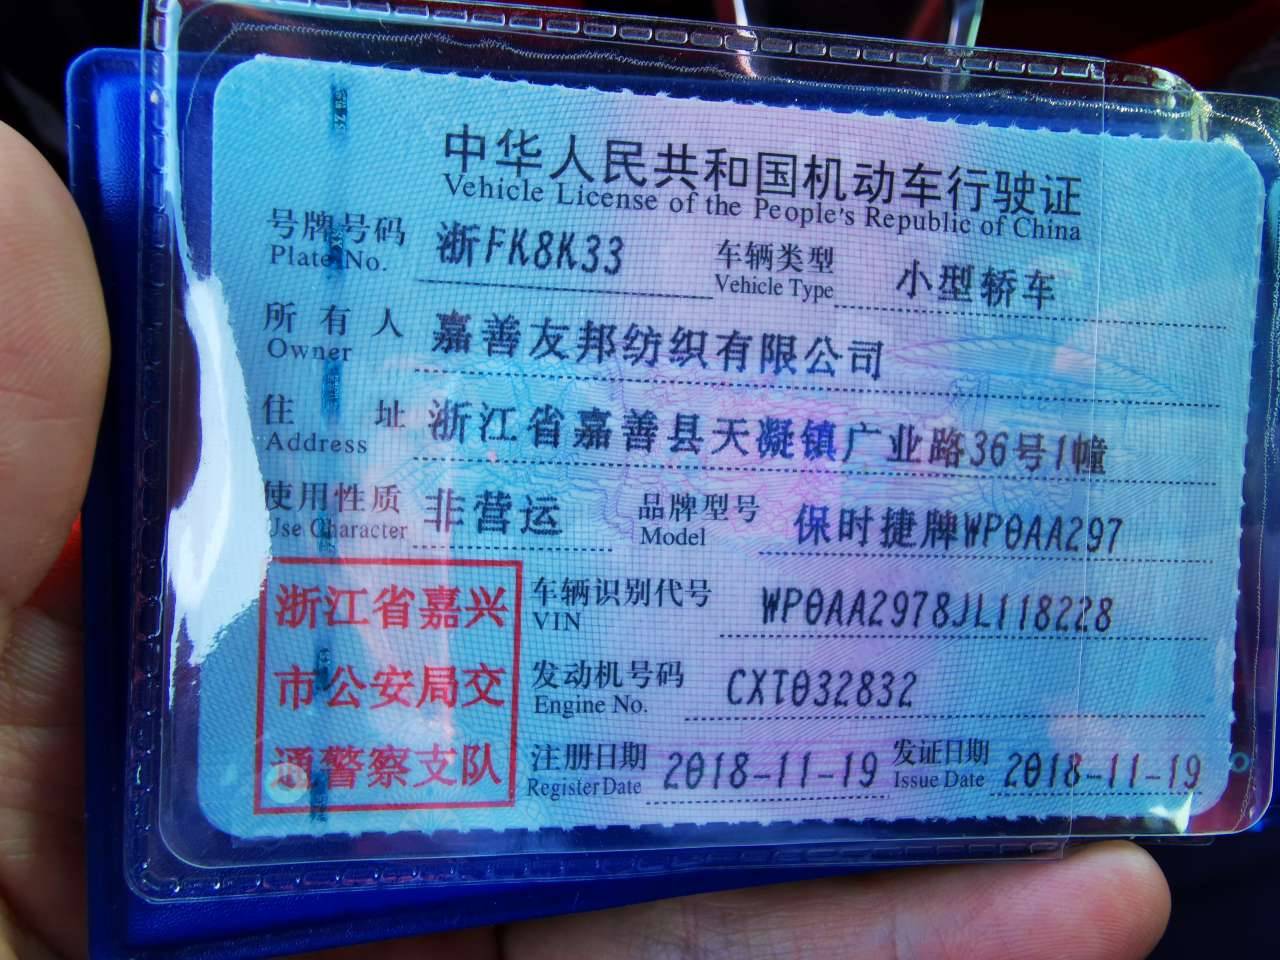 中华人民共和国机动车行驶证
Vehicle License of the People's Republic of China
号牌号码 浙FK8K33 车辆类型 小型轿车
Plate No. Vehicle Type
所有人 嘉善友邦纺织有限公司
Owner
住址 浙江省嘉善县天凝镇广业路36号1幢
Address
使用性质 非营运 品牌型号 保时捷牌WP0AA297
Use Character Model
浙江省嘉兴
市公安局交
通警察支队
车辆识别代号 WP0AA2978JL118228
VIN
发动机号码 CXT032832
Engine No.
注册日期 2018-11-19 发证日期 2018-11-19
Register Date Issue Date